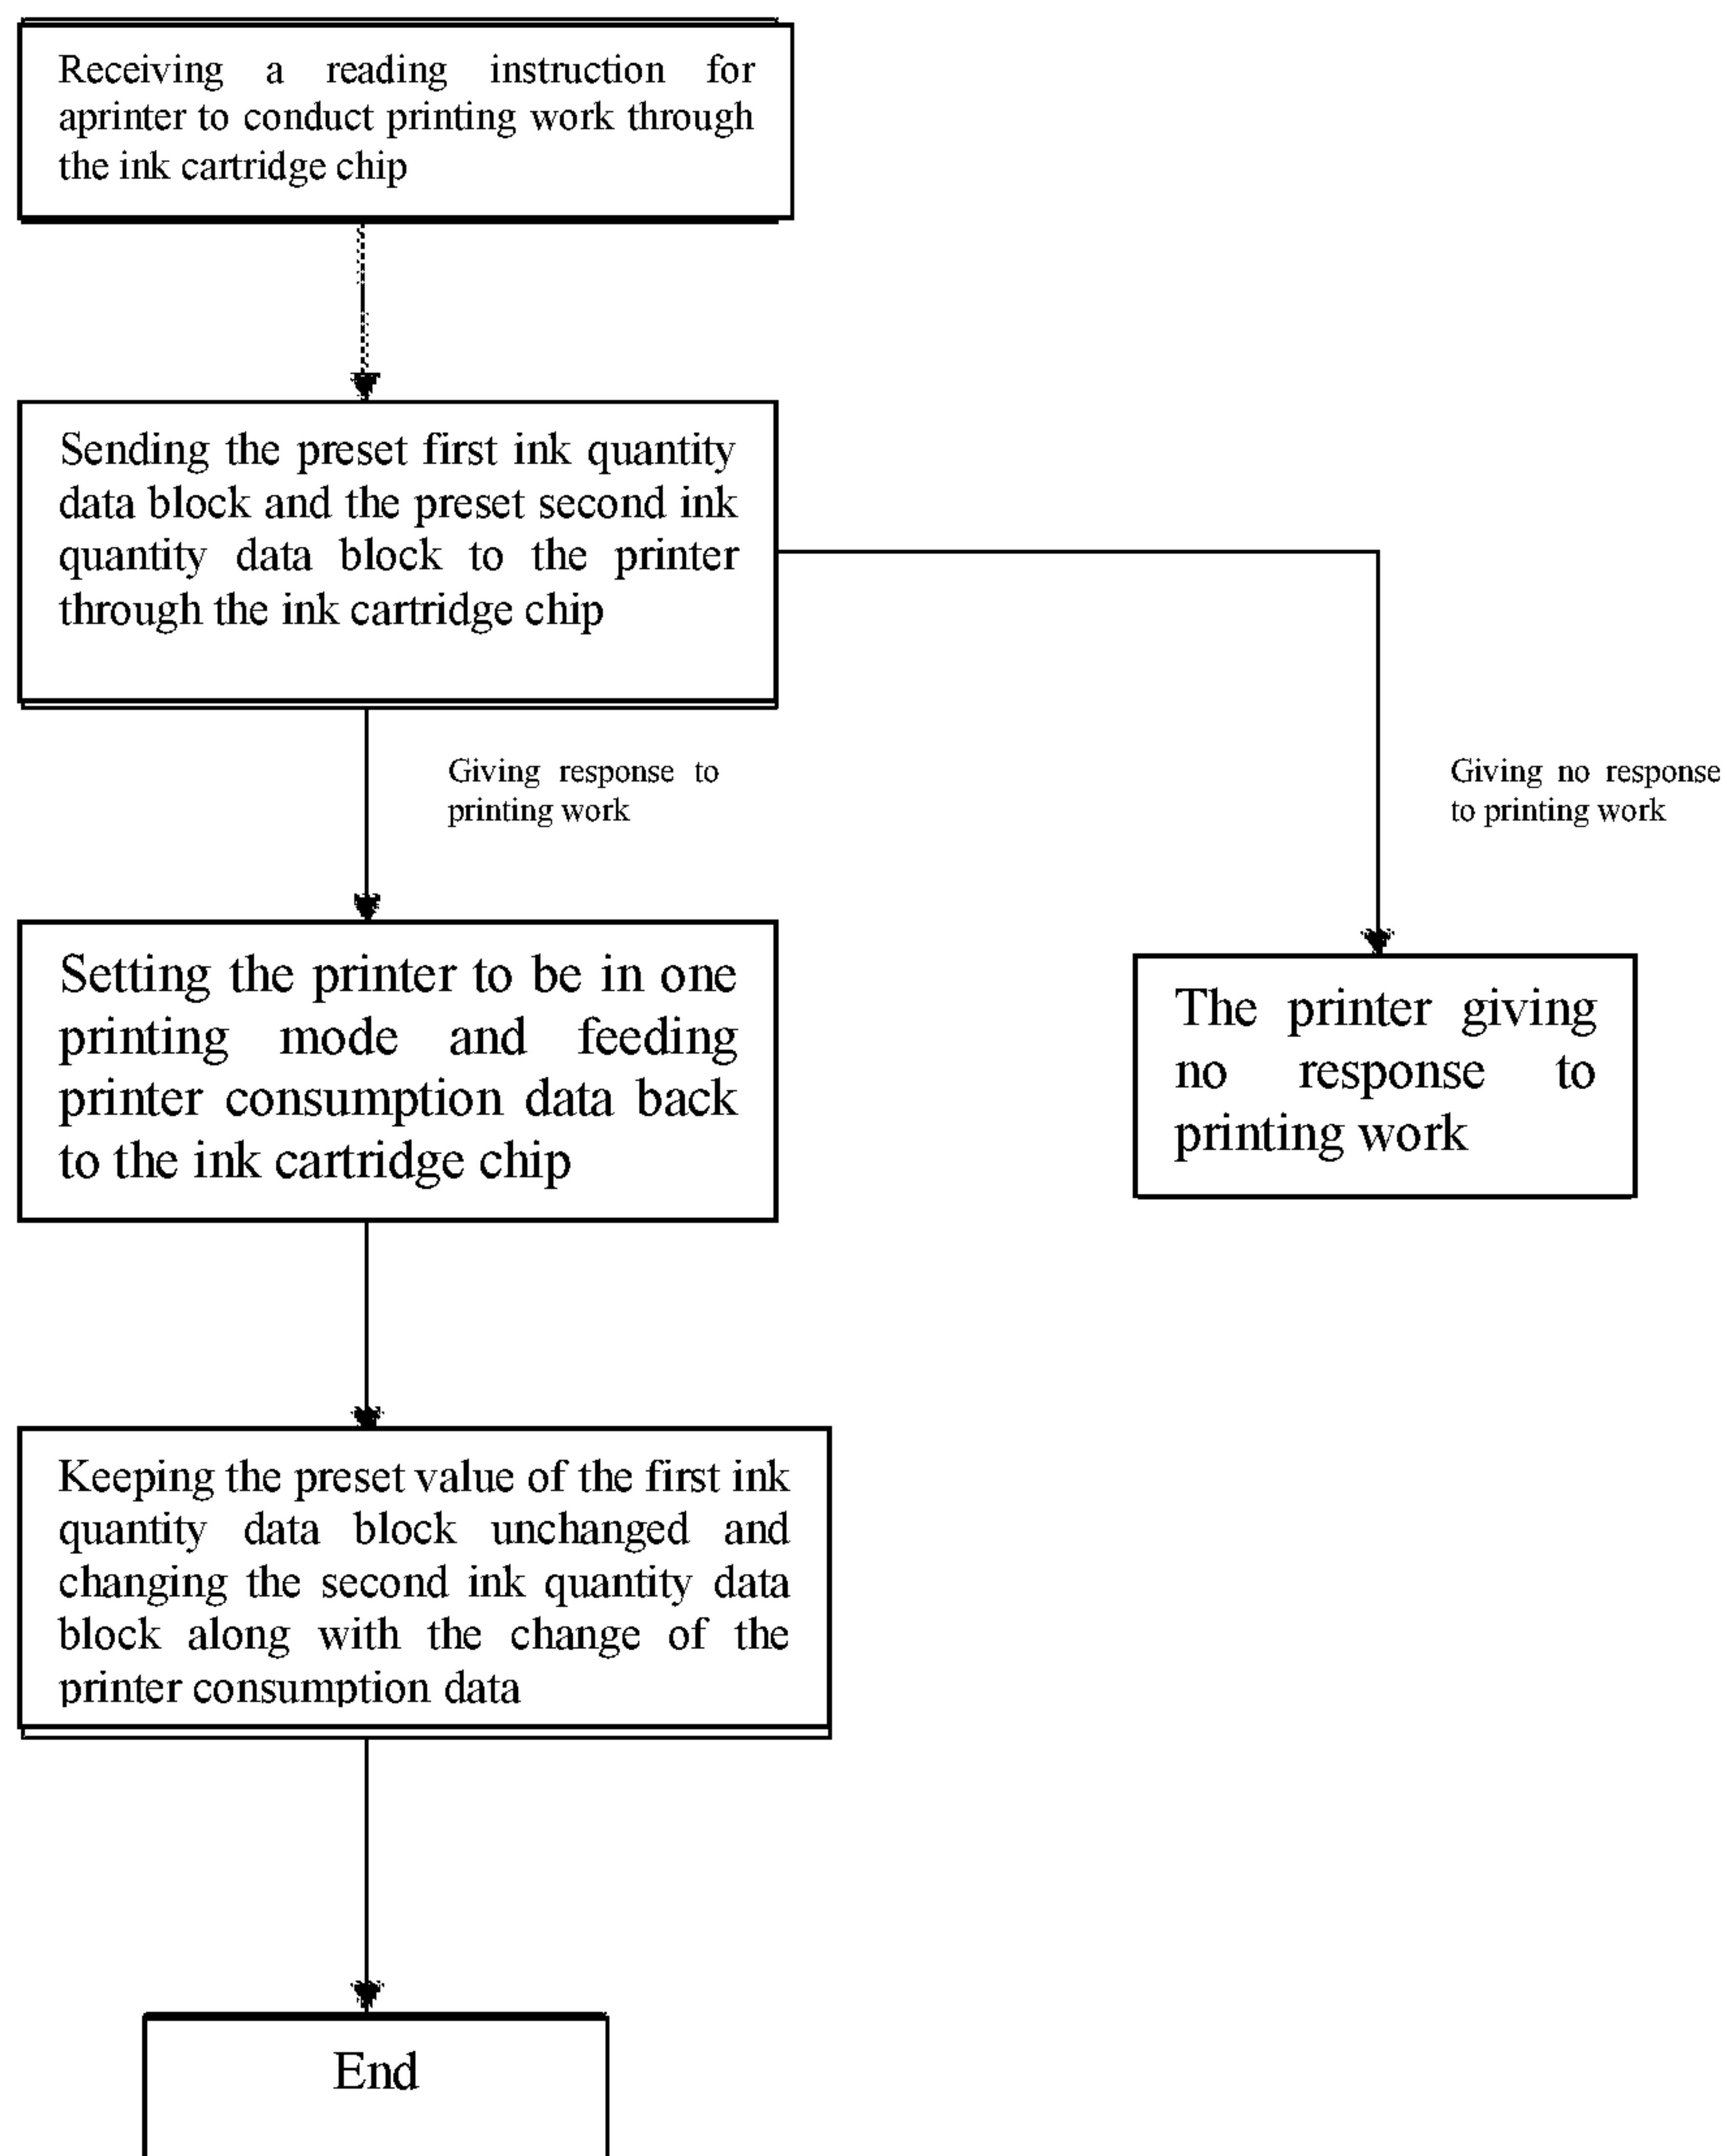 Receiving a reading instruction for
aprinter to conduct printing work through
the ink cartridge chip
Sending the preset first ink quantity
data block and the preset second ink
quantity data block to the printer
through the ink cartridge chip
Giving response to
printing work
Giving no response
to printing work
Setting the printer to be in one
printing mode and feeding
printer consumption data back
to the ink cartridge chip
The printer giving
no response to
printing work
Keeping the preset value of the first ink
quantity data block unchanged and
changing the second ink quantity data
block along with the change of the
printer consumption data
End